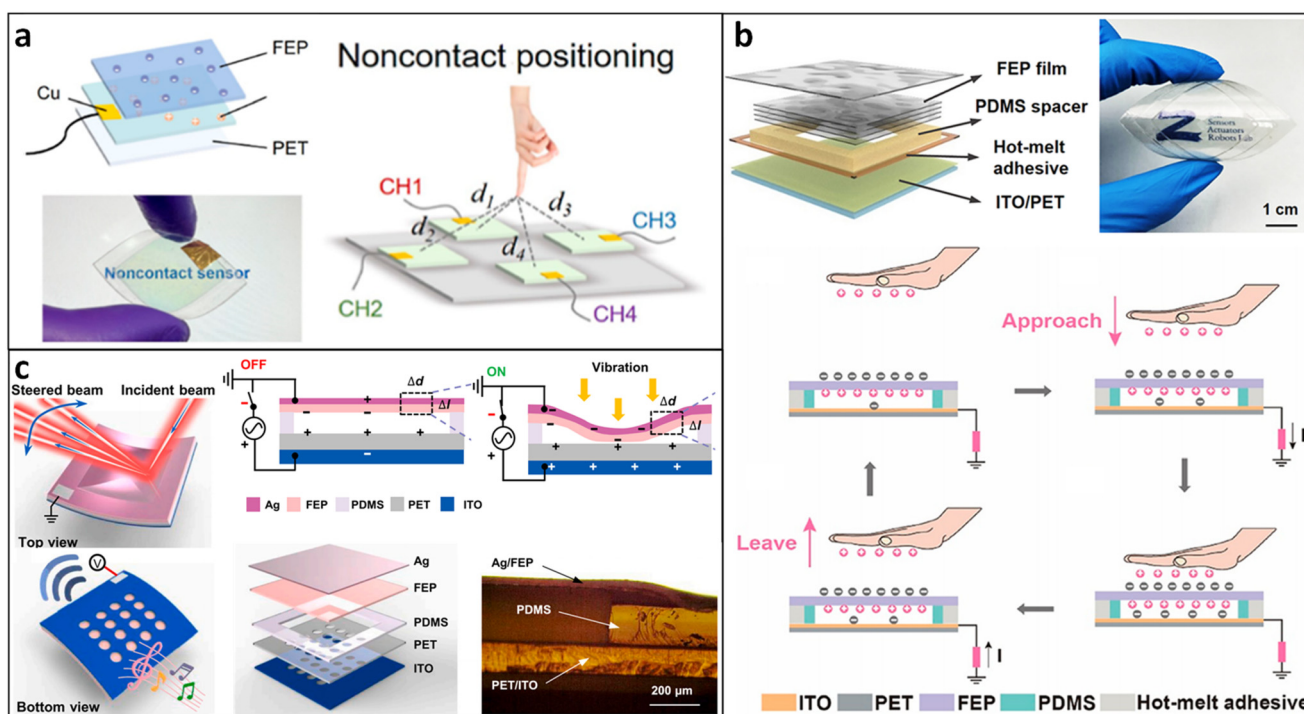 a
FEP
Cu
PET
Noncontact sensor
Noncontact positioning
CH1
d1
d2
d3
d4
CH3
CH2
CH4
b
FEP film
PDMS spacer
Hot-melt
adhesive
ITO/PET
Sensors
Actuators
Robots
1 cm
Approach
I
Leave
I
ITO PET FEP PDMS Hot-melt adhesive
c
Steered beam
Incident beam
Top view
V
Bottom view
OFF
Δd
Δl
ON
Vibration
Δd
Δl
Ag FEP PDMS PET ITO
Ag
FEP
PDMS
PET
ITO
Ag/FEP
PDMS
PET/ITO
200 μm